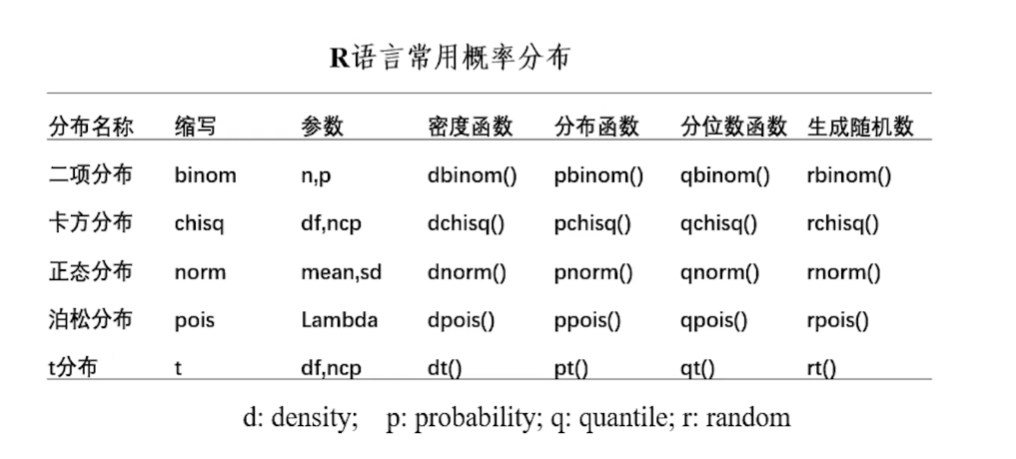 R语言常用概率分布
分布名称 缩写 参数 密度函数 分布函数 分位数函数 生成随机数
二项分布 binom n,p dbinom() pbinom() qbinom() rbinom()
卡方分布 chisq df,ncp dchisq() pchisq() qchisq() rchisq()
正态分布 norm mean,sd dnorm() pnorm() qnorm() rnorm()
泊松分布 pois Lambda dpois() ppois() qpois() rpois()
t分布 t df,ncp dt() pt() qt() rt()
d: density; p: probability; q: quantile; r: random